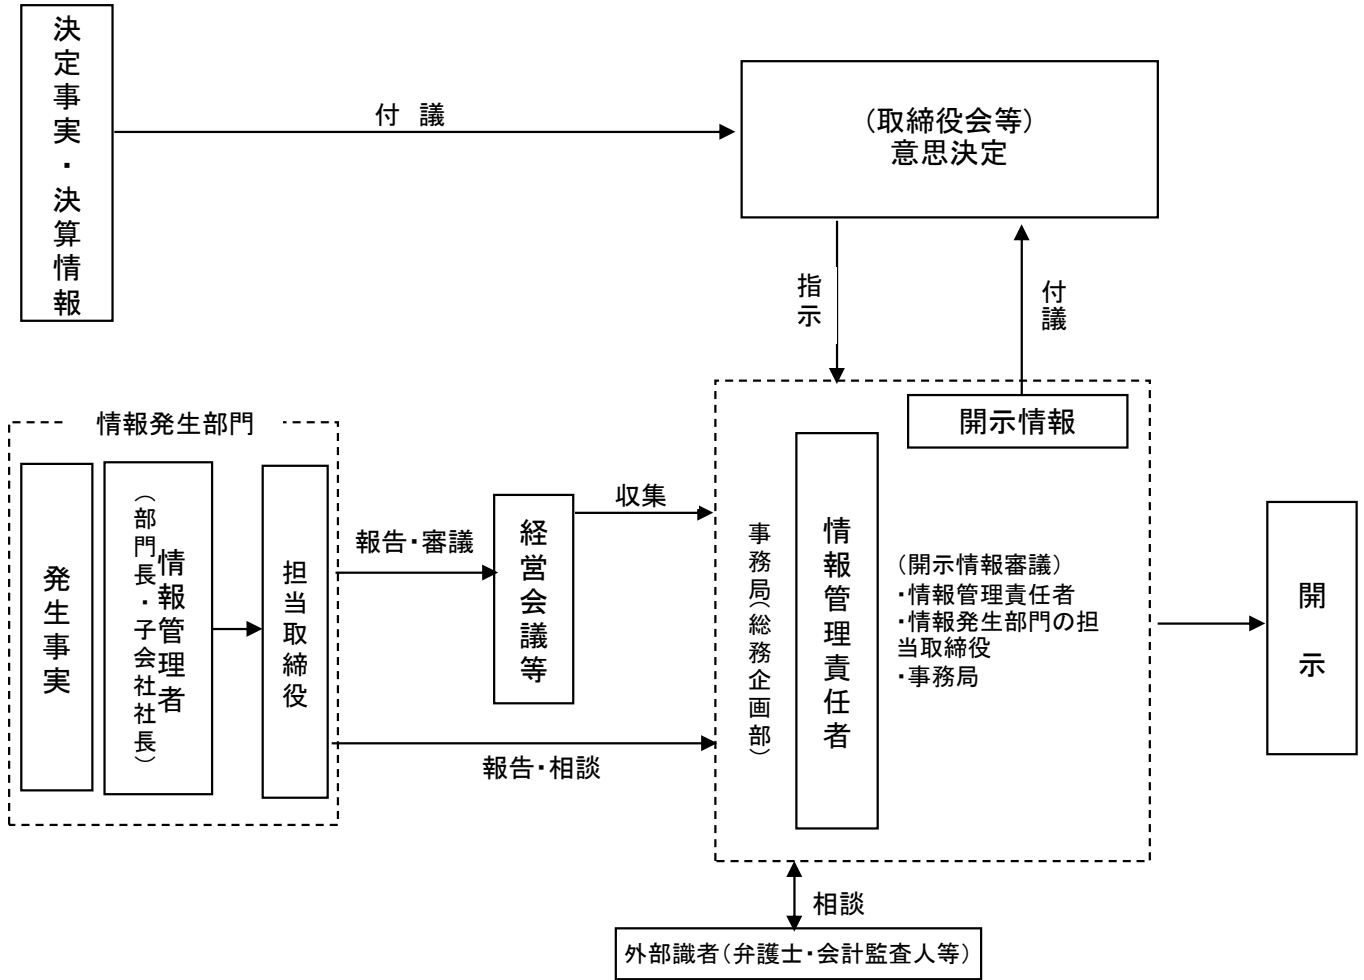 決定事実・決算情報
付　議
（取締役会等）
意思決定
指示
付議
情報発生部門
発生事実
情報管理者
（部門長・子会社社長）
担当取締役
報告・審議
経営会議等
収集
報告・相談
事務局（総務企画部）
情報管理責任者
開示情報
（開示情報審議）
・情報管理責任者
・情報発生部門の担
当取締役
・事務局
開　示
相談
外部識者（弁護士・会計監査人等）